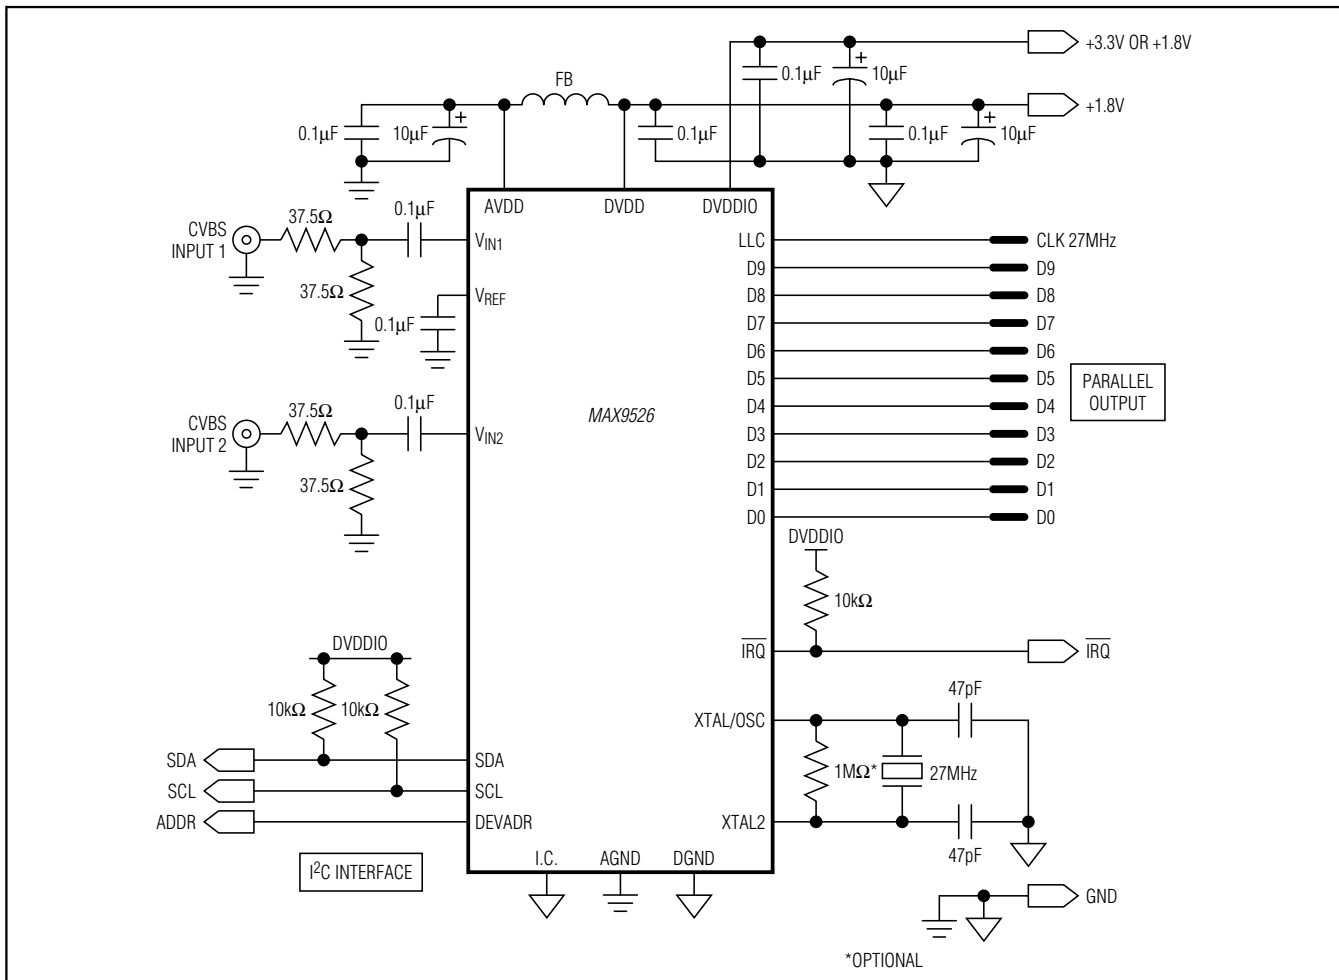 +3.3V OR +1.8V
0.1µF
+
10µF
FB
+1.8V
0.1µF
10µF
+
0.1µF
0.1µF
+
10µF
AVDD
DVDD
DVDDIO
CVBS
INPUT 1
37.5Ω
0.1µF
VIN1
37.5Ω
VREF
0.1µF
CVBS
INPUT 2
37.5Ω
0.1µF
VIN2
37.5Ω
MAX9526
LLC
CLK 27MHz
D9
D9
D8
D8
D7
D7
D6
D6
D5
D5
D4
D4
D3
D3
D2
D2
D1
D1
D0
D0
PARALLEL
OUTPUT
DVDDIO
10kΩ
IRQ
IRQ
DVDDIO
10kΩ
10kΩ
SDA
SDA
SCL
SCL
ADDR
DEVADR
I2C INTERFACE
XTAL/OSC
47pF
1MΩ*
27MHz
XTAL2
47pF
I.C.
AGND
DGND
GND
*OPTIONAL